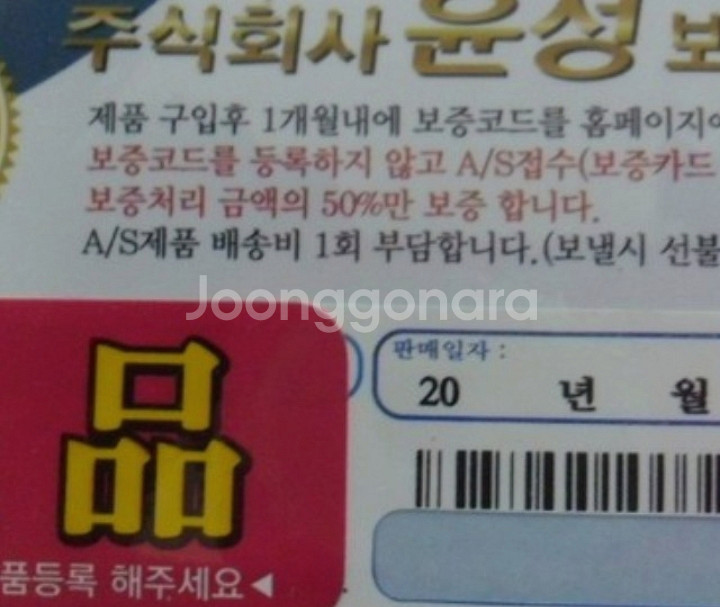 주식회사 윤성 보
제품 구입후 1개월내에 보증코드를 홈페이지에
보증코드를 등록하지 않고 A/S접수(보증카드
보증처리 금액의 50%만 보증 합니다.
A/S제품 배송비 1회 부담합니다.(보낼시 선불
Joonggonara
판매일자 :
20 년 월
品
품등록 해주세요◀